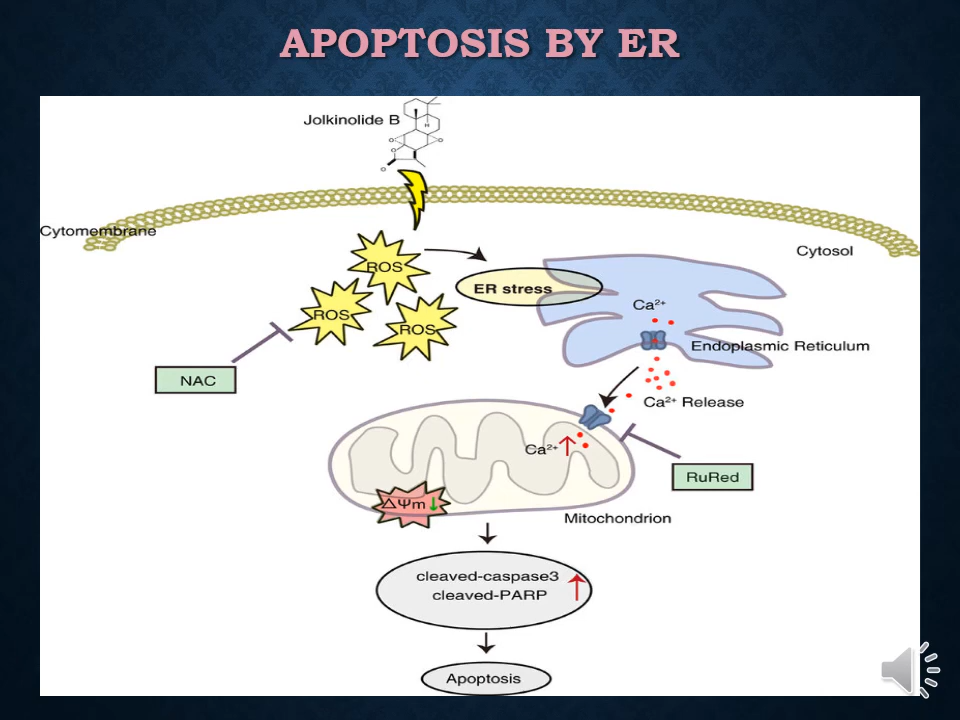 APOPTOSIS BY ER
Jolkinolide B
H
O
O
O
O
Cytomembrane
Cytosol
ROS
ER stress
ROS
ROS
Ca²⁺
Endoplasmic Reticulum
NAC
Ca²⁺ Release
Ca²⁺
RuRed
△Ψm
Mitochondrion
cleaved-caspase3
cleaved-PARP
Apoptosis